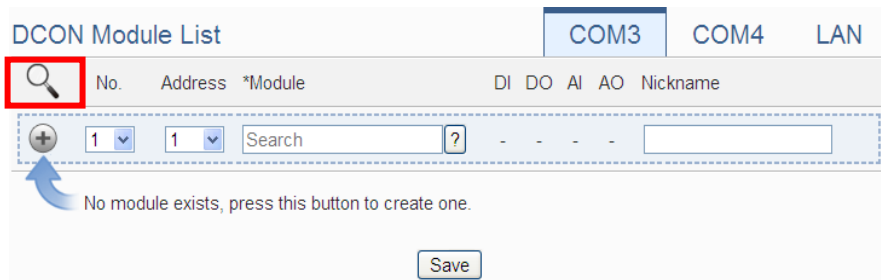 DCON Module List COM3 COM4 LAN
No. Address *Module DI DO AI AO Nickname
1 1 Search ? - - - -
No module exists, press this button to create one.
Save